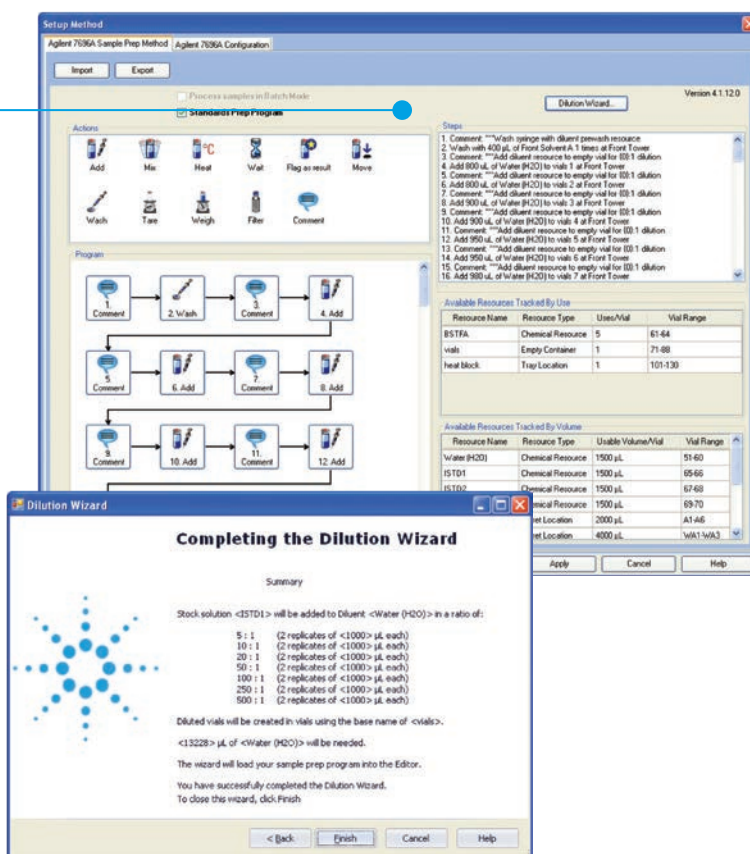 Setup Method
Agilent 7696A Sample Prep Method
Agilent 7696A Configuration
Import
Export
Process samples in Batch Mode
Standards Prep Program
Dilution Wizard...
Version 4.1.12.0
Actions
Add
Mix
Heat
Wait
Flag as result
Move
Wash
Tare
Weigh
Filter
Comment
Program
1. Comment
2. Wash
3. Comment
4. Add
5. Comment
6. Add
7. Comment
8. Add
9. Comment
10. Add
11. Comment
12. Add
Steps
1. Comment: """Wash syringe with diluent prewash resource
2. Wash with 400 µL of Front Solvent A 1 times at Front Tower
3. Comment: """Add diluent resource to empty vial for {0}:1 dilution
4. Add 800 uL of Water (H2O) to vials 1 at Front Tower
5. Comment: """Add diluent resource to empty vial for {0}:1 dilution
6. Add 800 uL of Water (H2O) to vials 2 at Front Tower
7. Comment: """Add diluent resource to empty vial for {0}:1 dilution
8. Add 900 uL of Water (H2O) to vials 3 at Front Tower
9. Comment: """Add diluent resource to empty vial for {0}:1 dilution
10. Add 900 uL of Water (H2O) to vials 4 at Front Tower
11. Comment: """Add diluent resource to empty vial for {0}:1 dilution
12. Add 950 uL of Water (H2O) to vials 5 at Front Tower
13. Comment: """Add diluent resource to empty vial for {0}:1 dilution
14. Add 950 uL of Water (H2O) to vials 6 at Front Tower
15. Comment: """Add diluent resource to empty vial for {0}:1 dilution
16. Add 980 uL of Water (H2O) to vials 7 at Front Tower
Available Resources Tracked By Use
Resource Name Resource Type Uses/Vial Vial Range
BSTFA Chemical Resource 5 61-64
vials Empty Container 1 71-88
heat block Tray Location 1 101-130
Available Resources Tracked By Volume
Resource Name Resource Type Usable Volume/Vial Vial Range
Water (H2O) Chemical Resource 1500 µL 51-60
ISTD1 Chemical Resource 1500 µL 65-66
ISTD2 Chemical Resource 1500 µL 67-68
emical Resource 1500 µL 69-70
et Location 2000 µL A1-A6
et Location 4000 µL WA1-WA3
Apply
Cancel
Help
Dilution Wizard
Completing the Dilution Wizard
Summary
Stock solution <ISTD1> will be added to Diluent <Water (H2O)> in a ratio of:
5 : 1 (2 replicates of <1000> µL each)
10 : 1 (2 replicates of <1000> µL each)
20 : 1 (2 replicates of <1000> µL each)
50 : 1 (2 replicates of <1000> µL each)
100 : 1 (2 replicates of <1000> µL each)
250 : 1 (2 replicates of <1000> µL each)
500 : 1 (2 replicates of <1000> µL each)
Diluted vials will be created in vials using the base name of <vials>.
<13228> µL of <Water (H2O)> will be needed.
The wizard will load your sample prep program into the Editor.
You have successfully completed the Dilution Wizard.
To close this wizard, click Finish
< Back
Finish
Cancel
Help